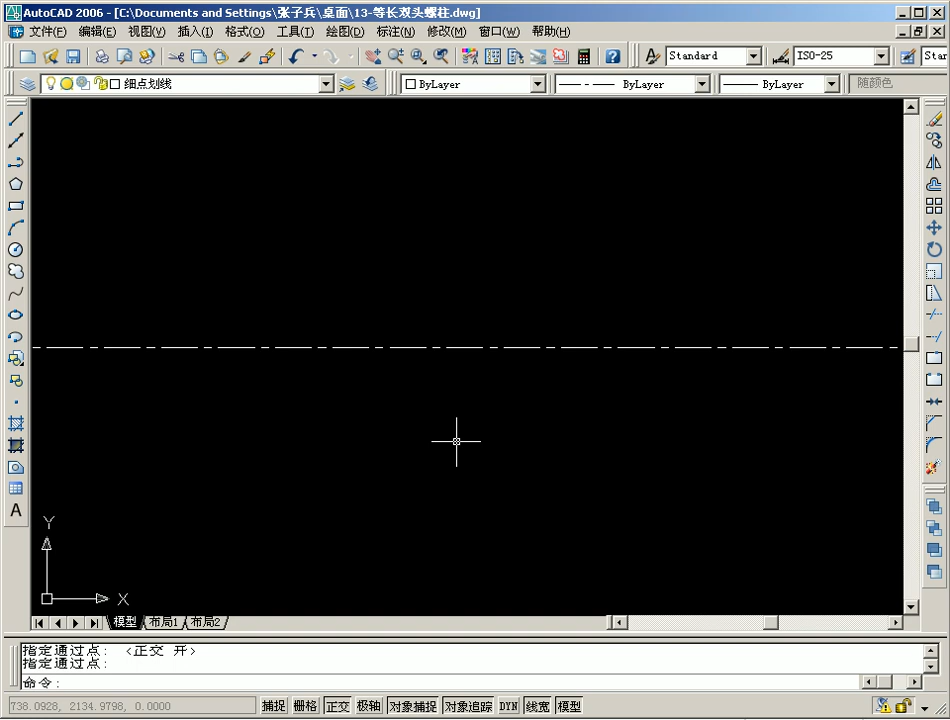 AutoCAD 2006 - [C:\Documents and Settings\张子兵\桌面\13-等长双头螺柱.dwg]
文件(F) 编辑(E) 视图(V) 插入(I) 格式(O) 工具(T) 绘图(D) 标注(N) 修改(M) 窗口(W) 帮助(H)
Standard ISO-25 Star
细点划线 ByLayer ByLayer ByLayer 随颜色
A
Y
X
模型 布局1 布局2
指定通过点: <正交 开>
指定通过点:
命令:
738.0928, 2134.9798, 0.0000 捕捉 栅格 正交 极轴 对象捕捉 对象追踪 DYN 线宽 模型